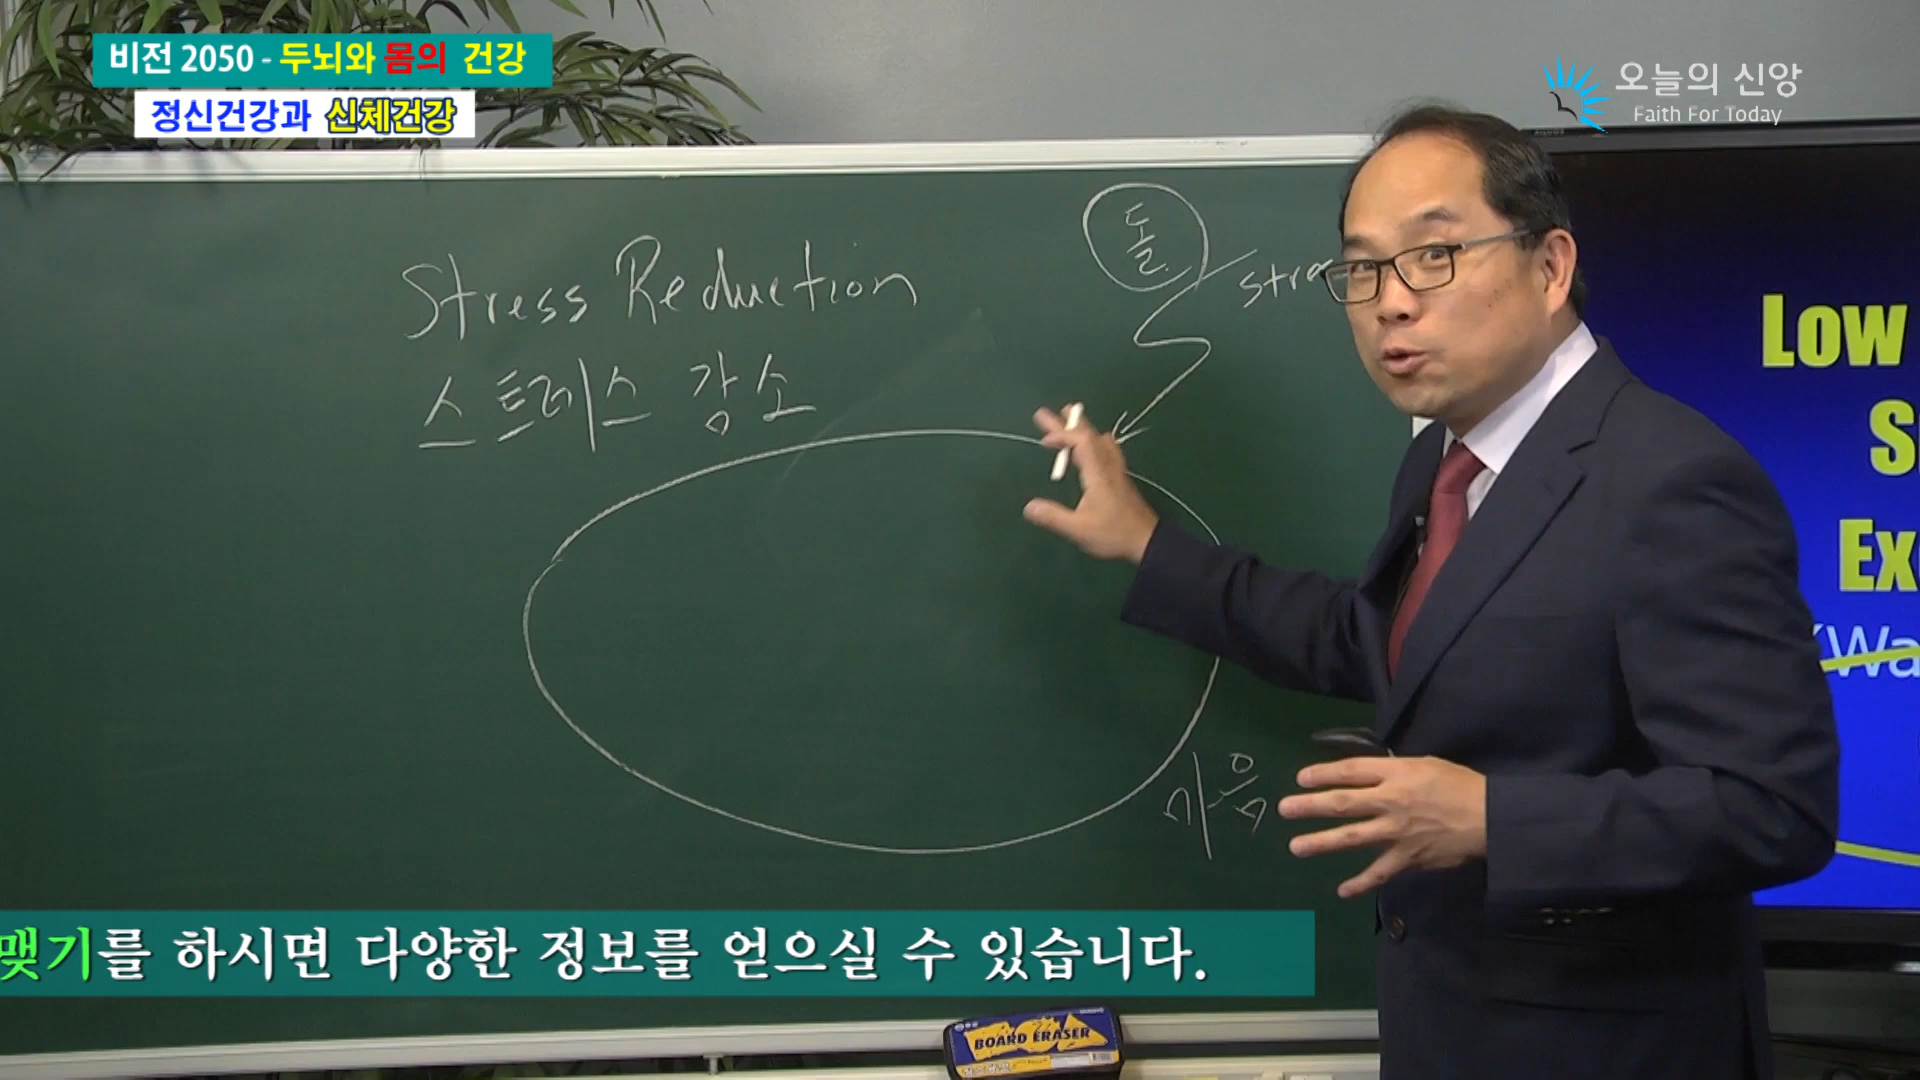 비전 2050 - 두뇌와 몸의 건강
정신건강과 신체건강
오늘의 신앙
Faith For Today
돌
Stress Reduction
스트레스 감소
마음
Low
Ex
맺기를 하시면 다양한 정보를 얻으실 수 있습니다.
BOARD ERASER